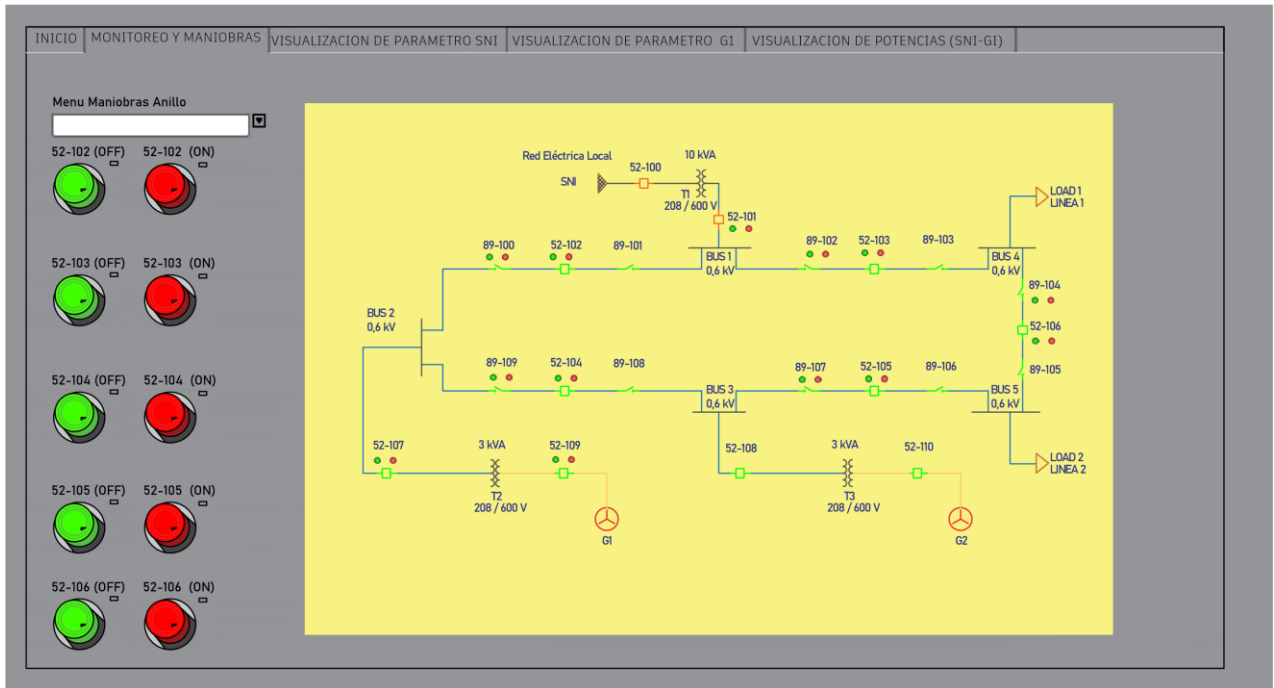 INICIO
MONITOREO Y MANIOBRAS
VISUALIZACION DE PARAMETRO SNI
VISUALIZACION DE PARAMETRO G1
VISUALIZACION DE POTENCIAS (SNI-GI)
Menu Maniobras Anillo
52-102 (OFF)
52-102 (ON)
52-103 (OFF)
52-103 (ON)
52-104 (OFF)
52-104 (ON)
52-105 (OFF)
52-105 (ON)
52-106 (OFF)
52-106 (ON)
Red Eléctrica Local
SNI
52-100
10 kVA
T1
208 / 600 V
52-101
LOAD 1
LINEA 1
89-100
52-102
89-101
BUS 1
0,6 kV
89-102
52-103
89-103
BUS 4
0,6 kV
89-104
BUS 2
0,6 kV
52-106
89-109
52-104
89-108
BUS 3
0,6 kV
89-107
52-105
89-106
89-105
BUS 5
0,6 kV
52-107
3 kVA
T2
208 / 600 V
52-109
G1
52-108
3 kVA
T3
208 / 600 V
52-110
G2
LOAD 2
LINEA 2